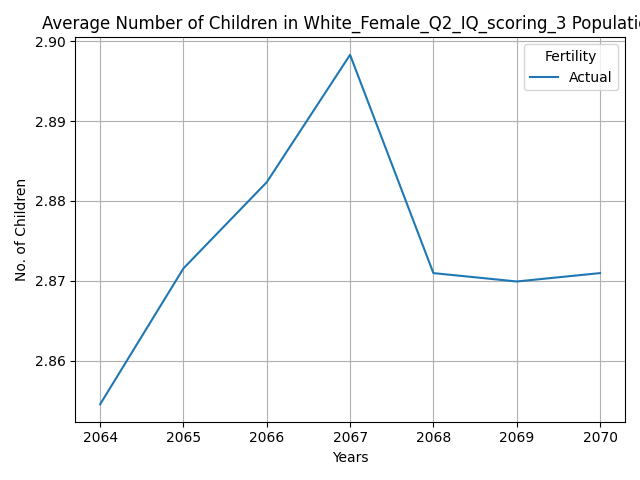 Average Number of Children in White_Female_Q2_IQ_scoring_3 Populatio
2.90
2.89
2.88
2.87
2.86
No. of Children
Fertility
Actual
2064 2065 2066 2067 2068 2069 2070
Years